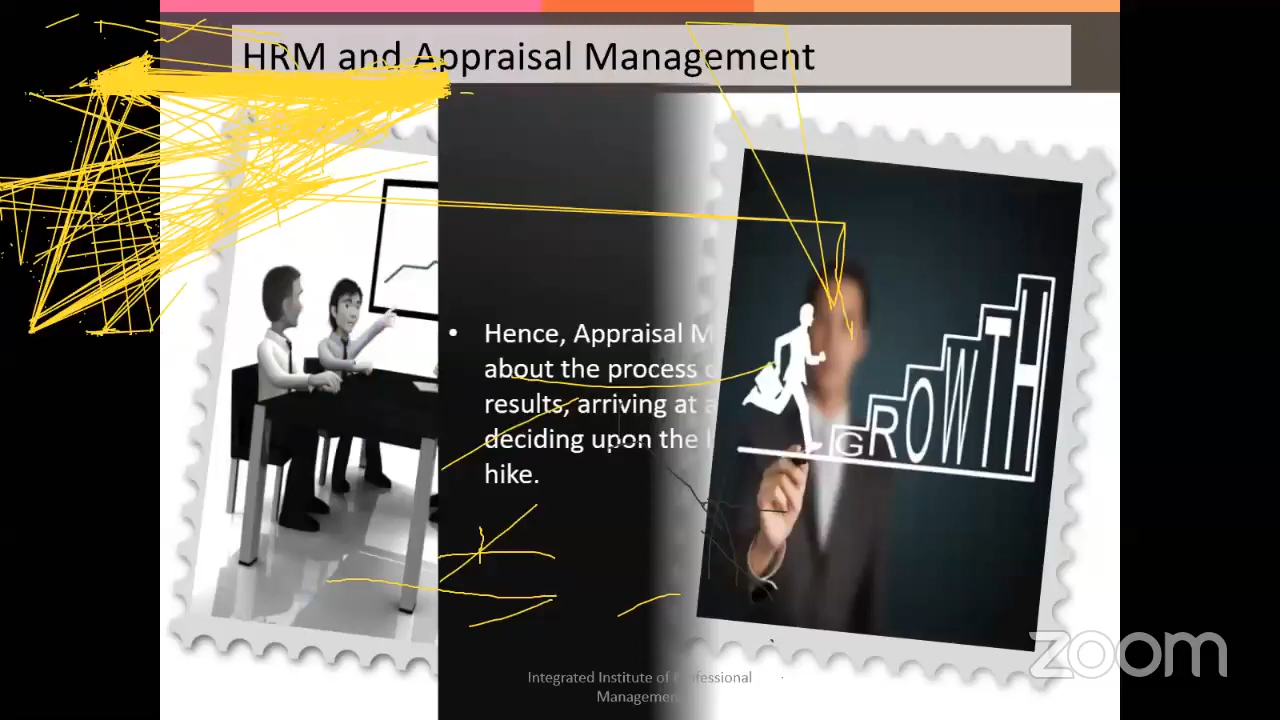 HRM and Appraisal Management
• Hence, Appraisal M
about the process
results, arriving at
deciding upon the
hike.
GROWTH
Integrated Institute of Professional
Managemen
zoom